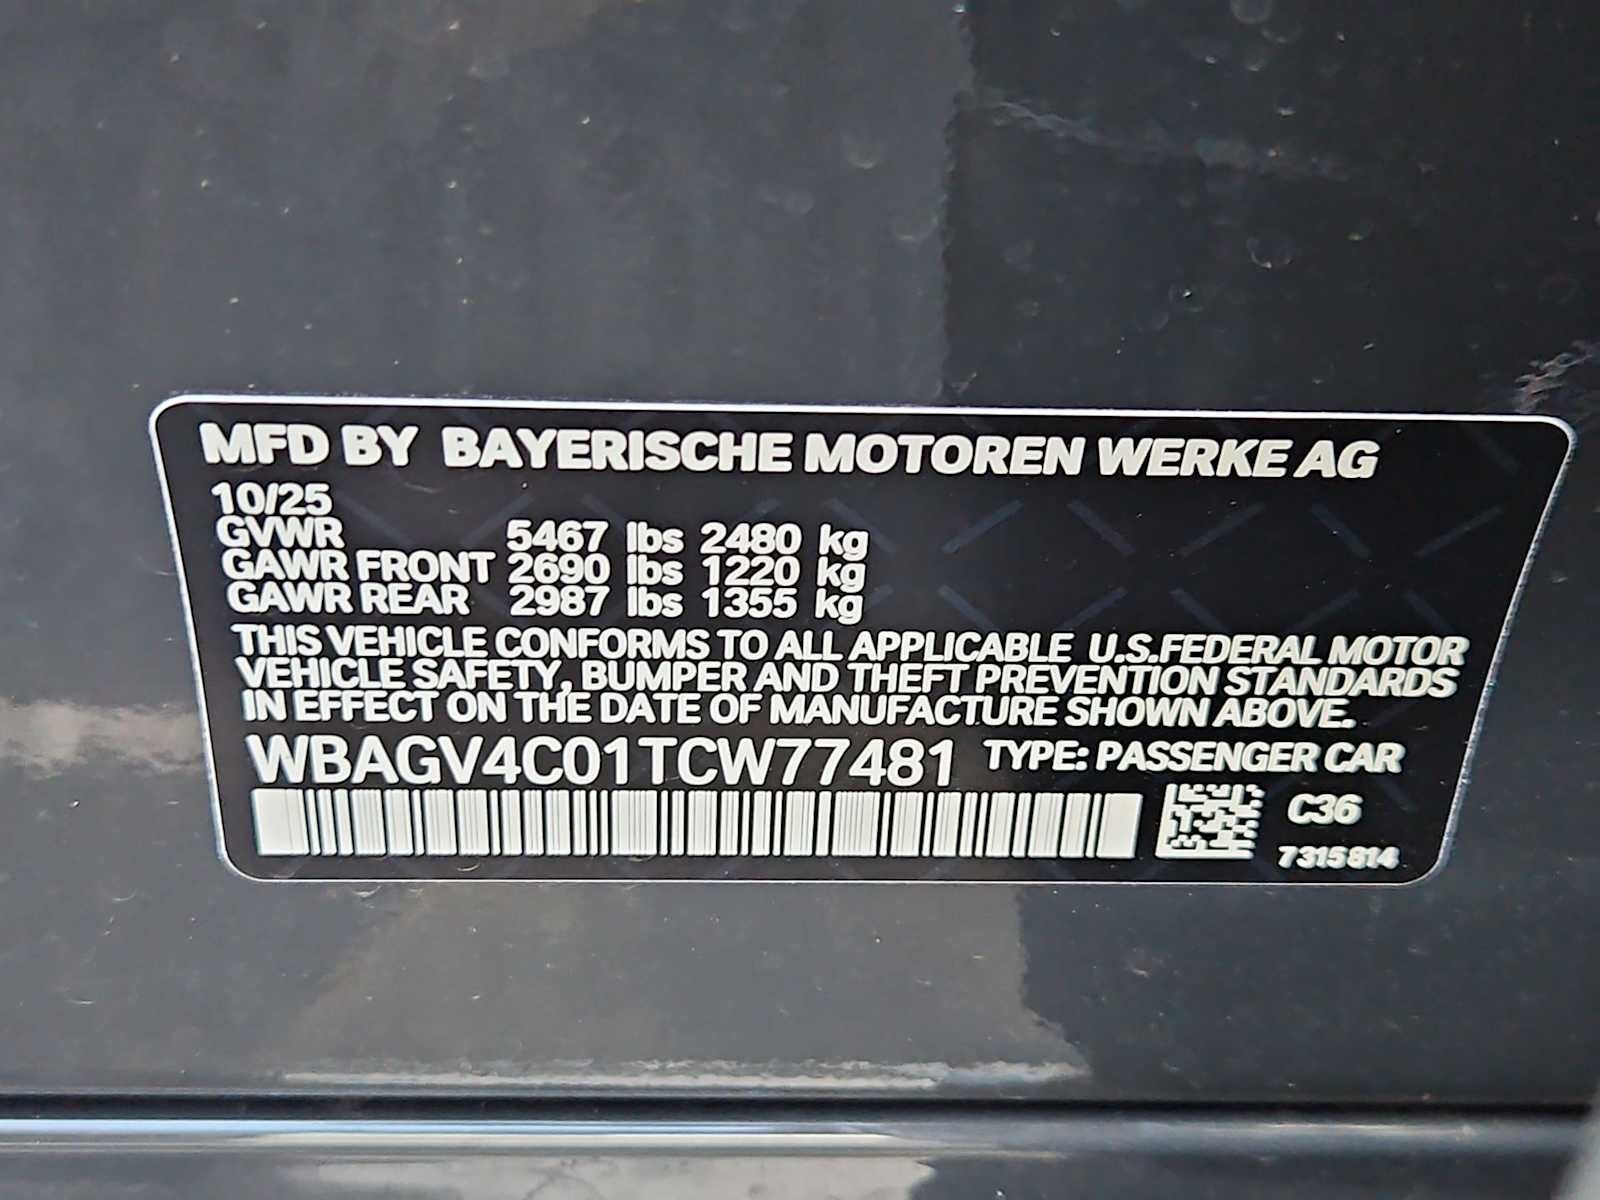 MFD BY BAYERISCHE MOTOREN WERKE AG
10/25
GVWR 5467 lbs 2480 kg
GAWR FRONT 2690 lbs 1220 kg
GAWR REAR 2987 lbs 1355 kg
THIS VEHICLE CONFORMS TO ALL APPLICABLE U.S.FEDERAL MOTOR
VEHICLE SAFETY, BUMPER AND THEFT PREVENTION STANDARDS
IN EFFECT ON THE DATE OF MANUFACTURE SHOWN ABOVE.
WBAGV4C01TCW77481 TYPE: PASSENGER CAR
C36
7315814